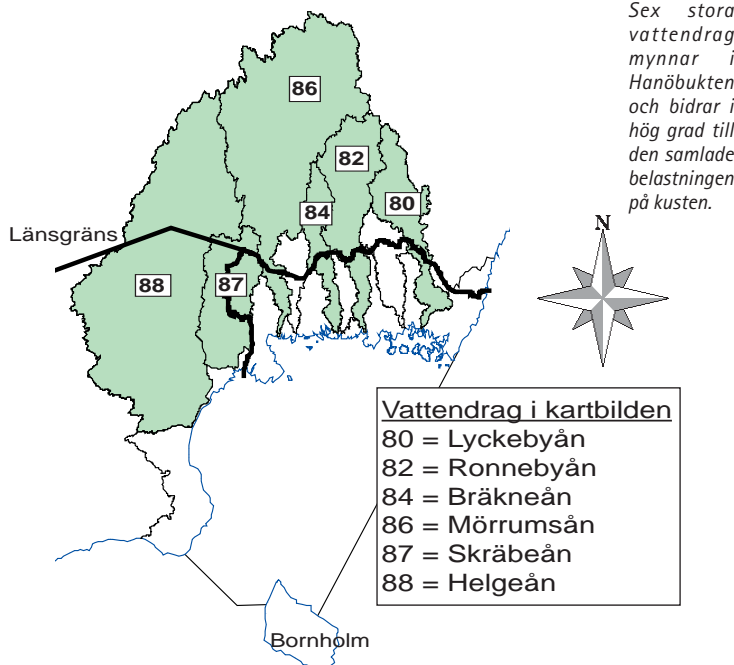 Sex stora
vattendrag
mynnar i
Hanöbukten
och bidrar i
hög grad till
den samlade
belastningen
på kusten.
86
82
80
84
Länsgräns
88
87
N
Vattendrag i kartbilden
80 = Lyckebyån
82 = Ronnebyån
84 = Bräkneån
86 = Mörrumsån
87 = Skräbeån
88 = Helgeån
Bornholm